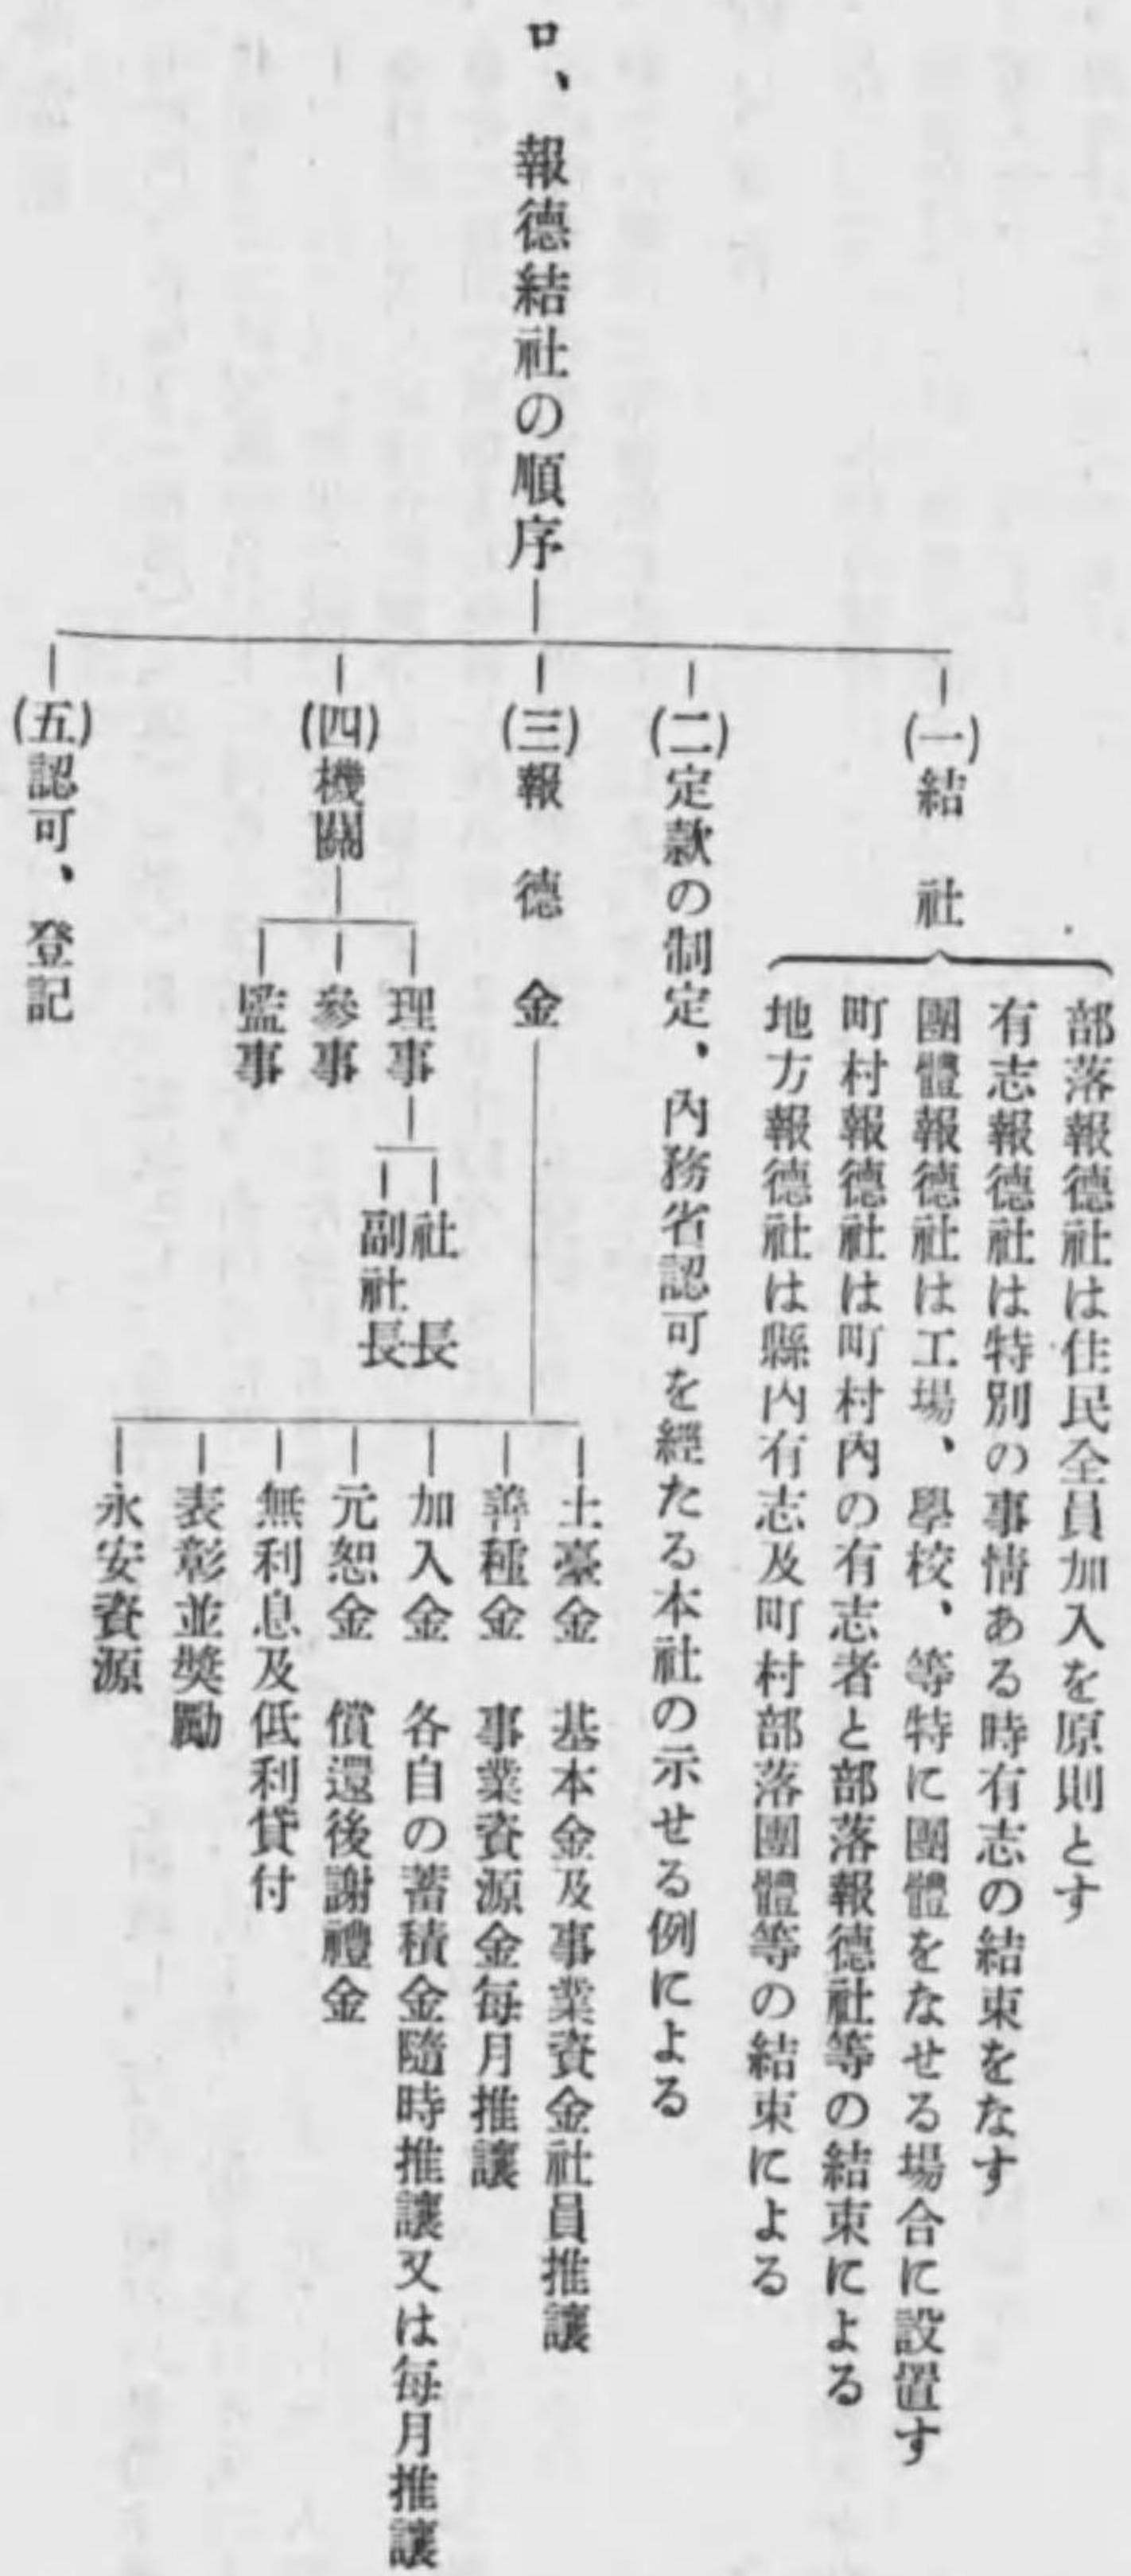 ロ、報德結社の順序
(一)結社
部落報德社は住民全員加入を原則とす
有志報德社は特別の事情ある時有志の結束をなす
團體報德社は工場、學校、等特に團體をなせる場合に設置す
町村報德社は町村內の有志者と部落報德社等の結束による
地方報德社は縣內有志及町村部落團體等の結束による
(二)定款の制定、內務省認可を經たる本社の示せる例による
(三)報德金
土臺金 基本金及事業資金社員推讓
善種金 事業資源金每月推讓
加入金 各自の蓄積金隨時推讓又は每月推讓
元恕金 償還後謝禮金
無利息及低利貸付
表彰並奬勵
永安資源
(四)機關
理事
社長
副社長
參事
監事
(五)認可、登記